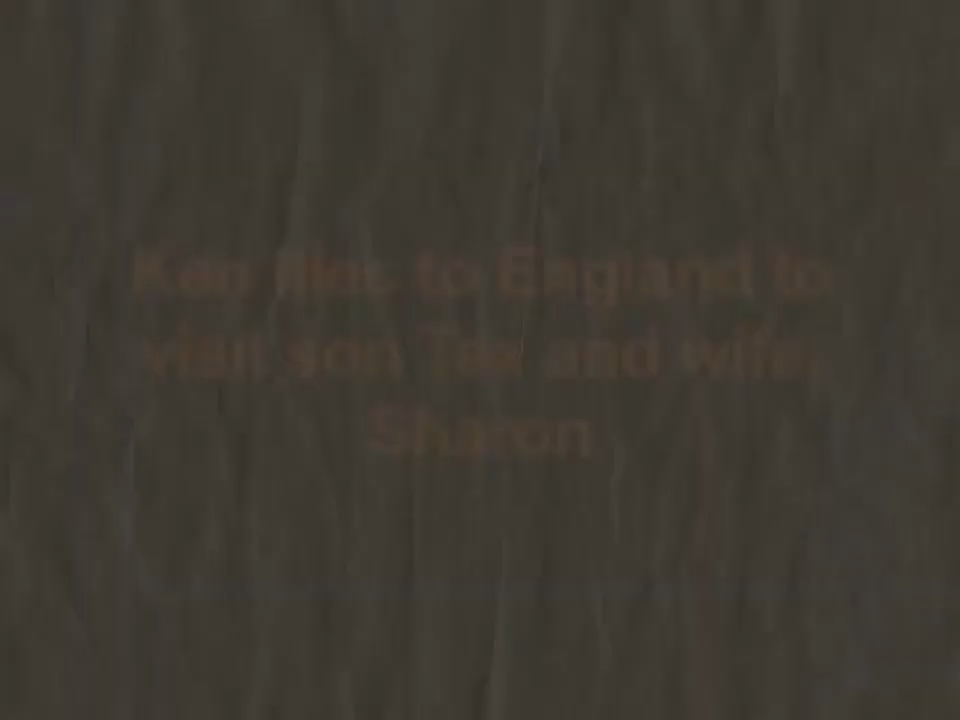 to England to
visit son and wife,
Sharon